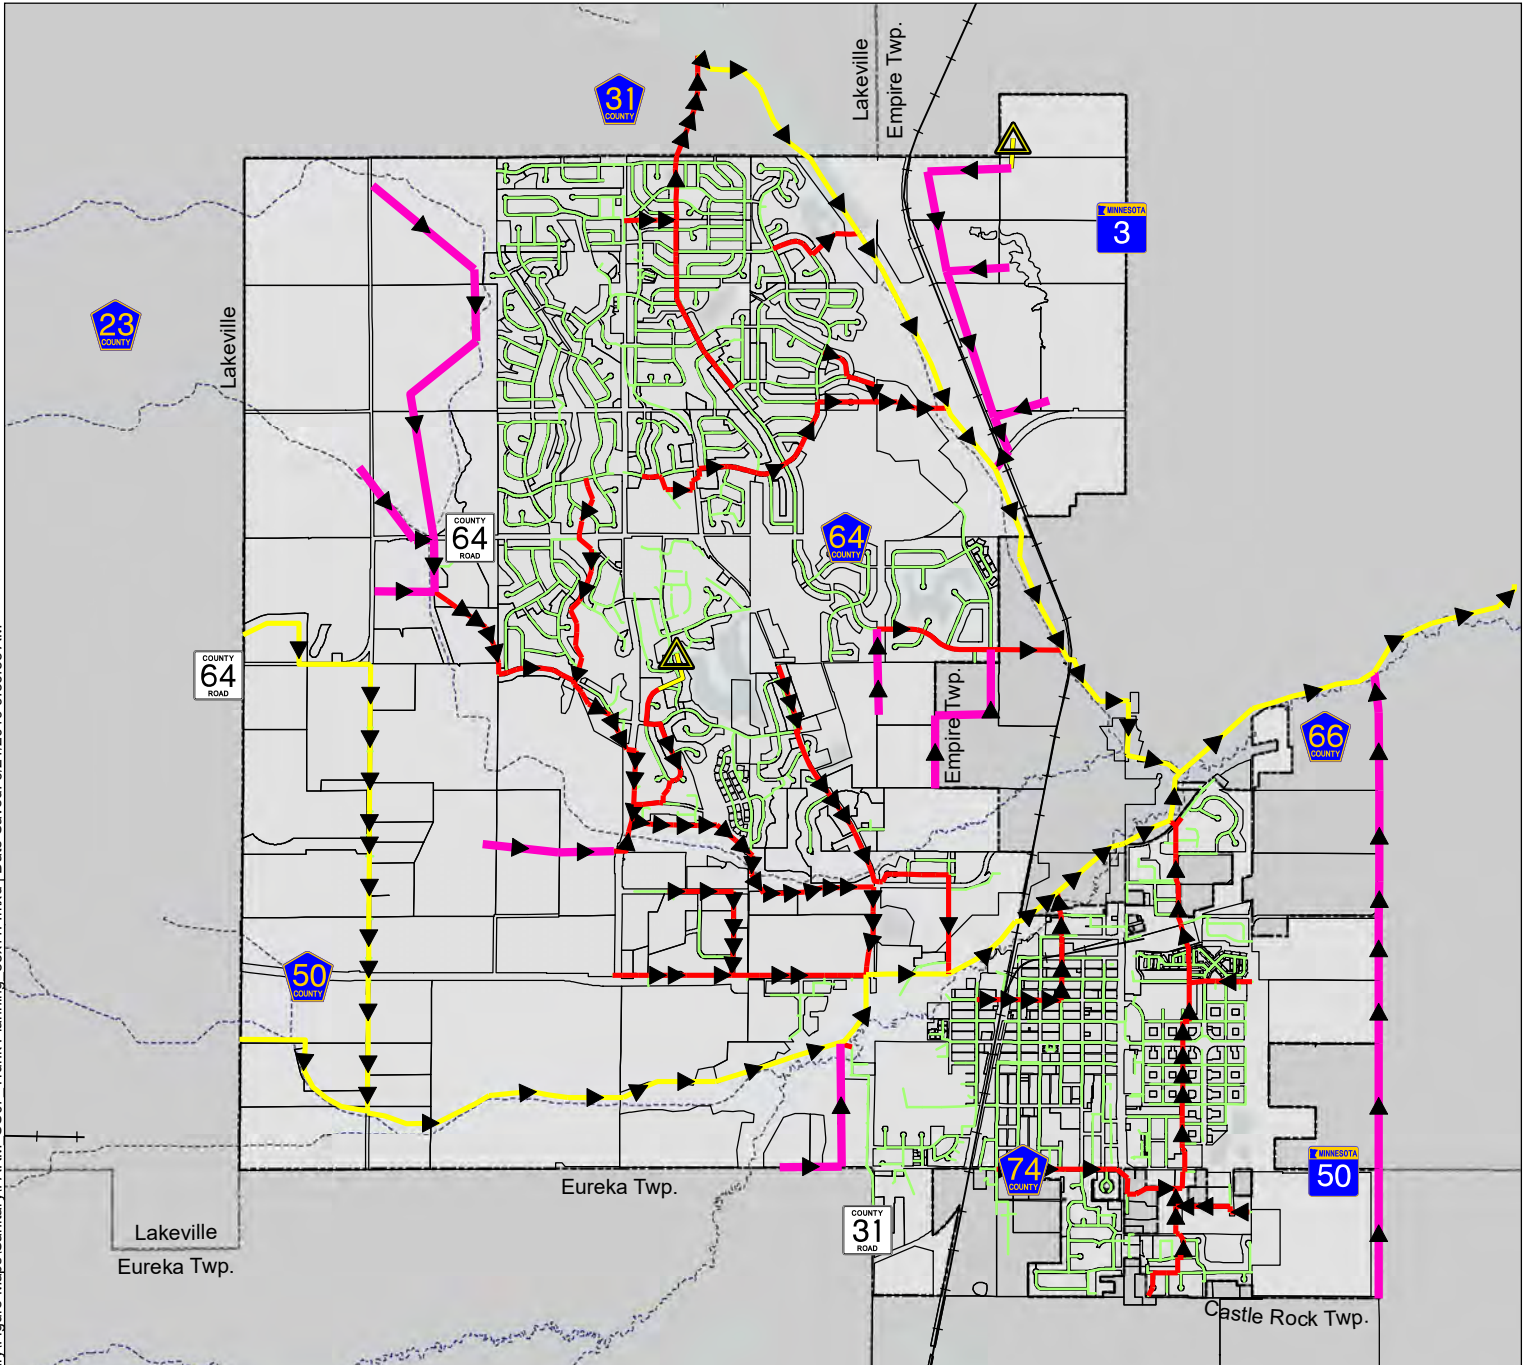 Lakeville
Empire Twp.
31
COUNTY
MINNESOTA
3
23
COUNTY
Lakeville
COUNTY
64
ROAD
64
COUNTY
COUNTY
64
ROAD
Empire Twp.
66
COUNTY
50
COUNTY
74
COUNTY
MINNESOTA
50
Eureka Twp.
COUNTY
31
ROAD
Lakeville
Eureka Twp.
Castle Rock Twp.